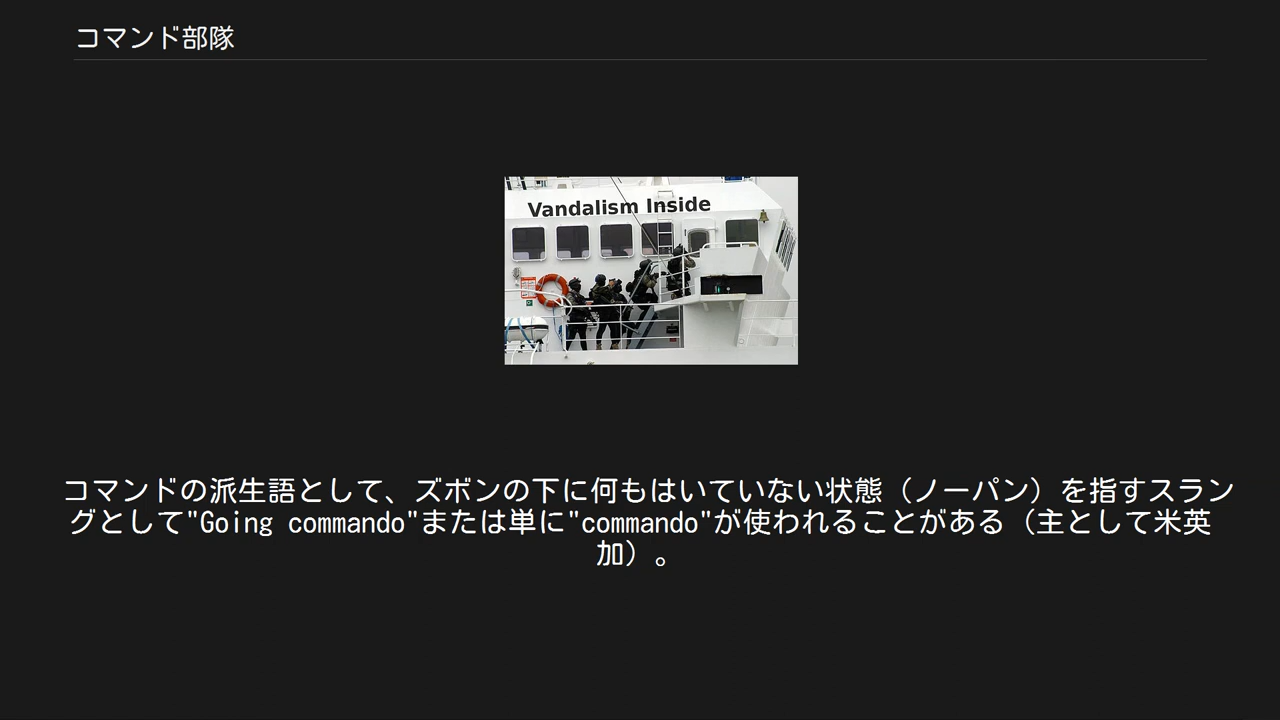 コマンド部隊
Vandalism Inside
コマンドの派生語として、ズボンの下に何もはいていない状態（ノーパン）を指すスラン
グとして"Going commando"または単に"commando"が使われることがある（主として米英
加）。